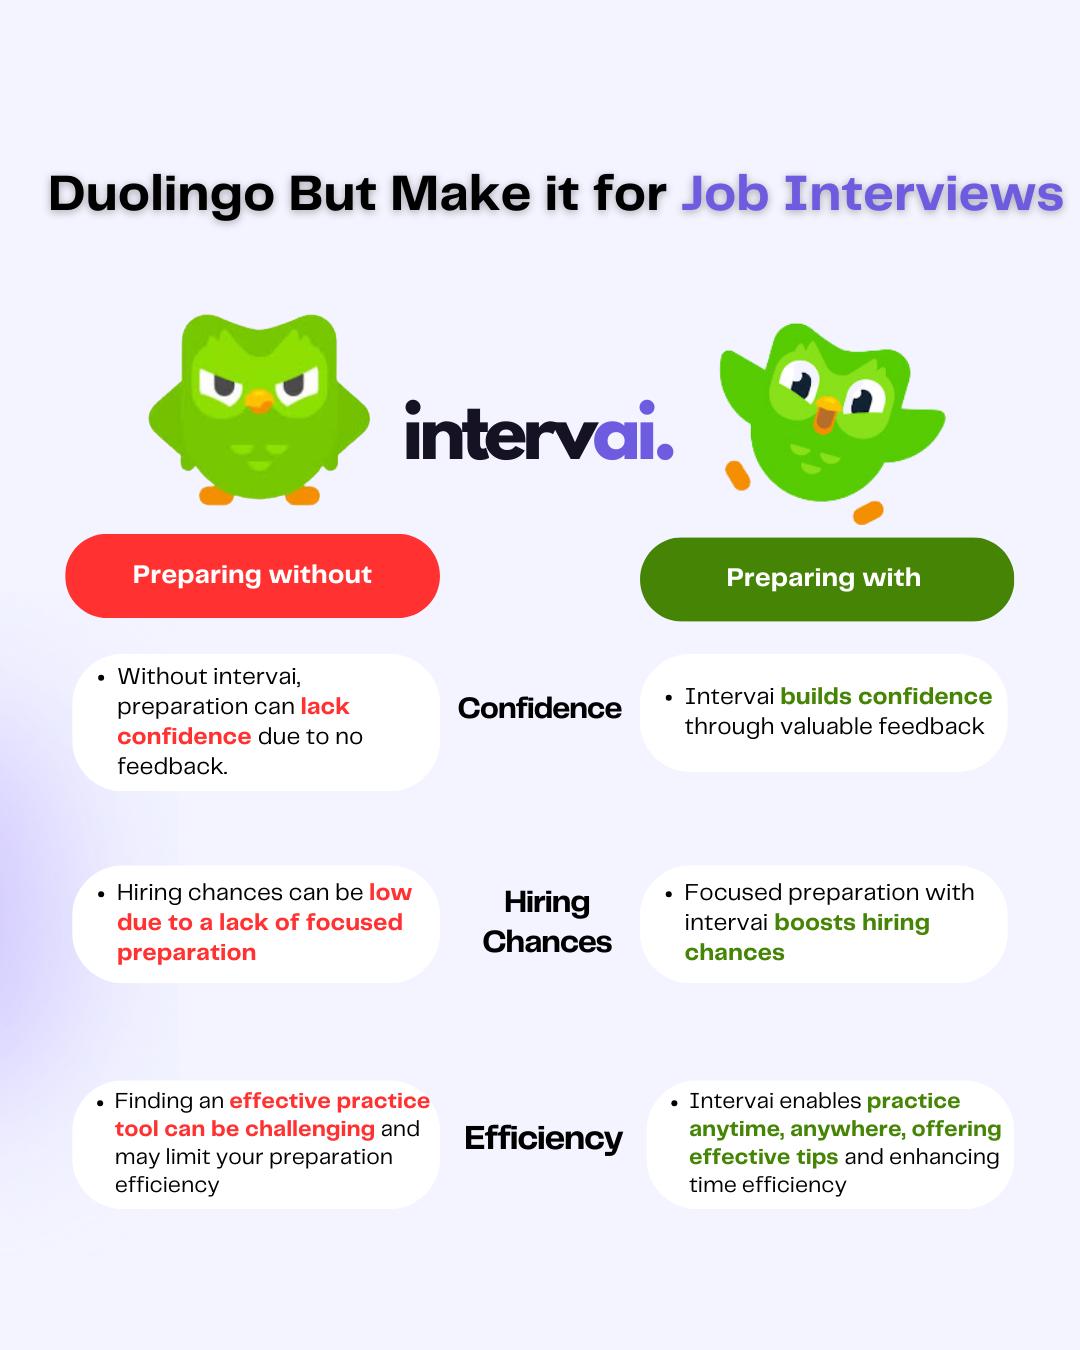 Duolingo But Make it for Job Interviews
intervai.
Preparing without
Preparing with
• Without intervai,
preparation can lack
confidence due to no
feedback.
Confidence
• Intervai builds confidence
through valuable feedback
• Hiring chances can be low
due to a lack of focused
preparation
Hiring
Chances
• Focused preparation with
intervai boosts hiring
chances
• Finding an effective practice
tool can be challenging and
may limit your preparation
efficiency
Efficiency
• Intervai enables practice
anytime, anywhere, offering
effective tips and enhancing
time efficiency